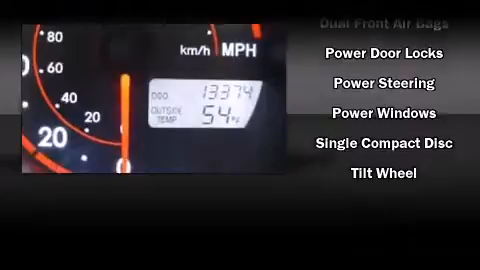 80
km/h MPH
60
40
20
20
0
ODO 13374
OUTSIDE TEMP 54°F
Dual Front Air Bags
Power Door Locks
Power Steering
Power Windows
Single Compact Disc
Tilt Wheel